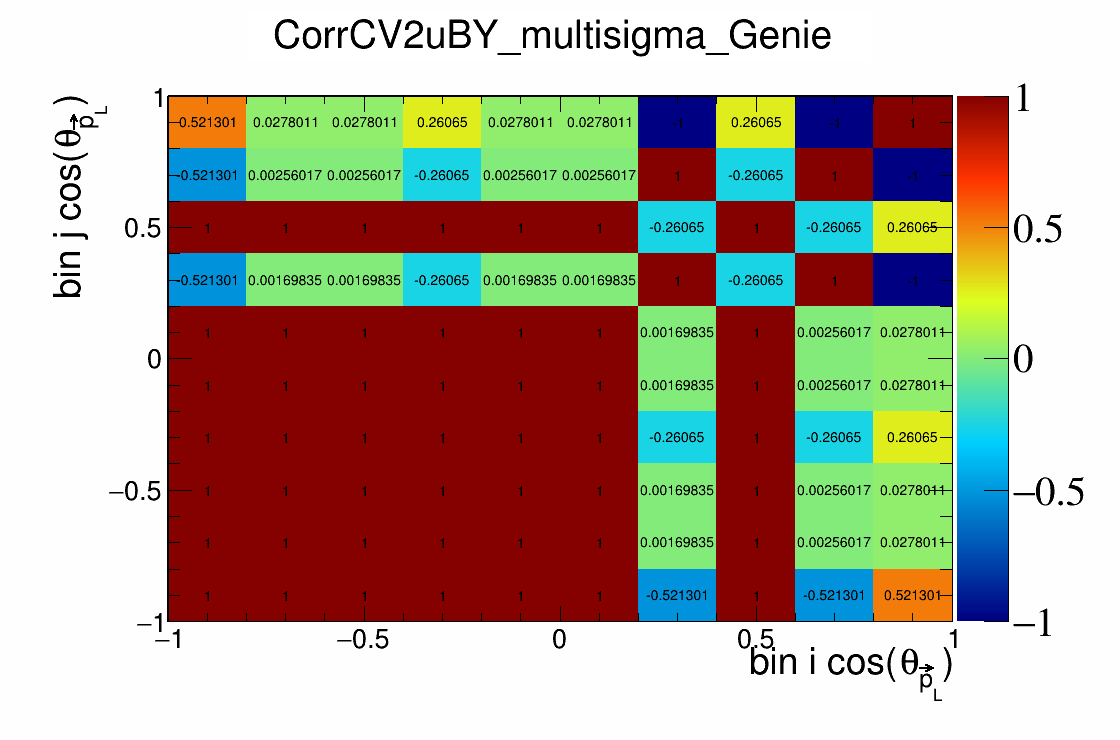 CorrCV2uBY_multisigma_Genie
bin j cos(θ p⃗ L)
1
0.5
0
−0.5
−1
0.521301 0.0278011 0.0278011 0.26065 0.0278011 0.0278011 -1 0.26065 -1 1
-0.521301 0.00256017 0.00256017 -0.26065 0.00256017 0.00256017 1 -0.26065 1 -1
1 1 1 1 1 1 -0.26065 1 -0.26065 0.26065
-0.521301 0.00169835 0.00169835 -0.26065 0.00169835 0.00169835 1 -0.26065 1 -1
1 1 1 1 1 1 0.00169835 1 0.00256017 0.0278011
1 1 1 1 1 1 0.00169835 1 0.00256017 0.0278011
1 1 1 1 1 1 -0.26065 1 -0.26065 0.26065
1 1 1 1 1 1 0.00169835 1 0.00256017 0.0278011
1 1 1 1 1 1 0.00169835 1 0.00256017 0.0278011
1 1 1 1 1 1 -0.521301 1 -0.521301 0.521301
1
0.5
0
−0.5
−1
−1 −0.5 0 0.5 1
bin i cos(θ p⃗ L)